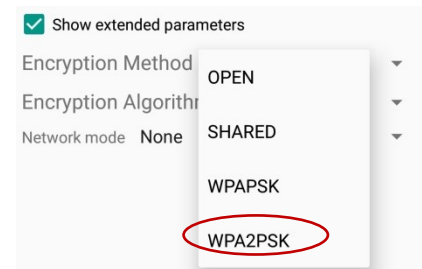 Show extended parameters
Encryption Method
OPEN
Encryption Algorith
Network mode None
SHARED
WPAPSK
WPA2PSK